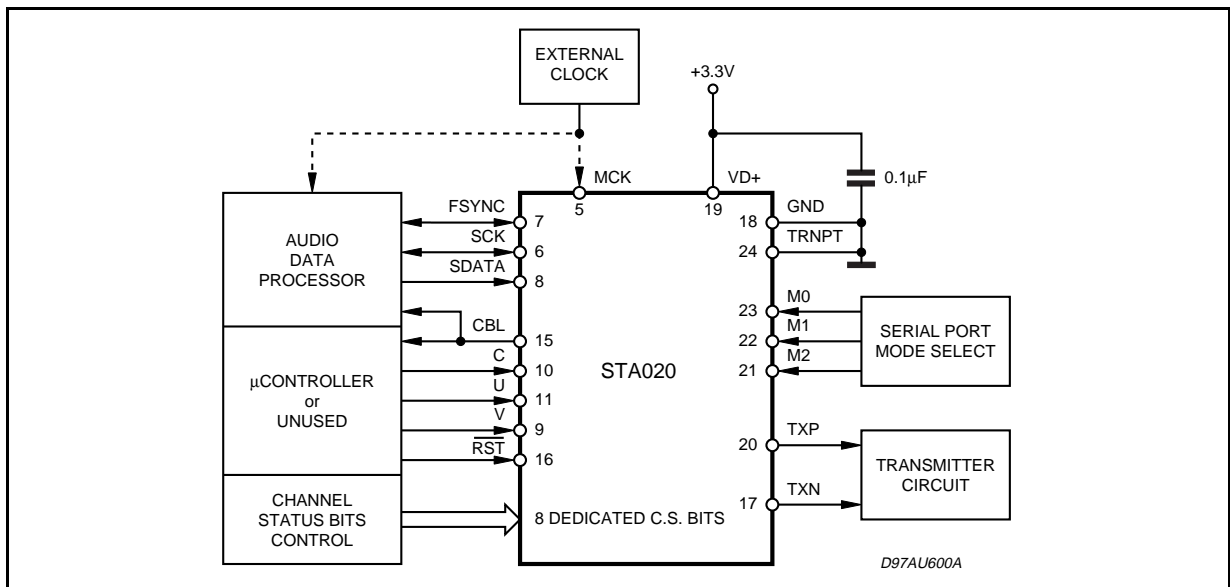 EXTERNAL
CLOCK
+3.3V
MCK
VD+
0.1μF
5
19
AUDIO
DATA
PROCESSOR
FSYNC
7
SCK
6
SDATA
8
18
GND
24
TRNPT
23
M0
22
M1
21
M2
SERIAL PORT
MODE SELECT
μCONTROLLER
or
UNUSED
CBL
15
C
10
U
11
V
9
RST
16
STA020
20
TXP
17
TXN
TRANSMITTER
CIRCUIT
CHANNEL
STATUS BITS
CONTROL
8 DEDICATED C.S. BITS
D97AU600A